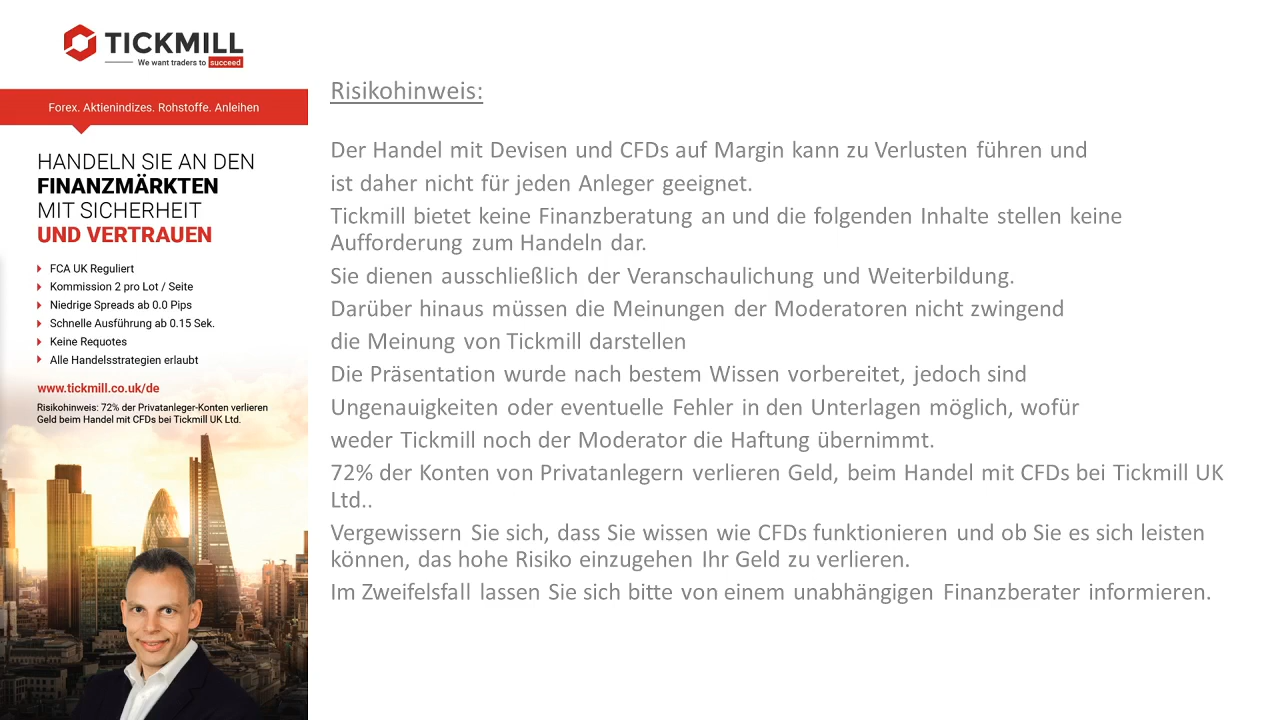 TICKMILL
We want traders to succeed
Forex. Aktienindizes. Rohstoffe. Anleihen
HANDELN SIE AN DEN
FINANZMÄRKTEN
MIT SICHERHEIT
UND VERTRAUEN
FCA UK Reguliert
Kommission 2 pro Lot / Seite
Niedrige Spreads ab 0.0 Pips
Schnelle Ausführung ab 0.15 Sek.
Keine Requotes
Alle Handelsstrategien erlaubt
www.tickmill.co.uk/de
Risikohinweis: 72% der Privatanleger-Konten verlieren
Geld beim Handel mit CFDs bei Tickmill UK Ltd.
Risikohinweis:
Der Handel mit Devisen und CFDs auf Margin kann zu Verlusten führen und
ist daher nicht für jeden Anleger geeignet.
Tickmill bietet keine Finanzberatung an und die folgenden Inhalte stellen keine
Aufforderung zum Handeln dar.
Sie dienen ausschließlich der Veranschaulichung und Weiterbildung.
Darüber hinaus müssen die Meinungen der Moderatoren nicht zwingend
die Meinung von Tickmill darstellen
Die Präsentation wurde nach bestem Wissen vorbereitet, jedoch sind
Ungenauigkeiten oder eventuelle Fehler in den Unterlagen möglich, wofür
weder Tickmill noch der Moderator die Haftung übernimmt.
72% der Konten von Privatanlegern verlieren Geld, beim Handel mit CFDs bei Tickmill UK
Ltd..
Vergewissern Sie sich, dass Sie wissen wie CFDs funktionieren und ob Sie es sich leisten
können, das hohe Risiko einzugehen Ihr Geld zu verlieren.
Im Zweifelsfall lassen Sie sich bitte von einem unabhängigen Finanzberater informieren.